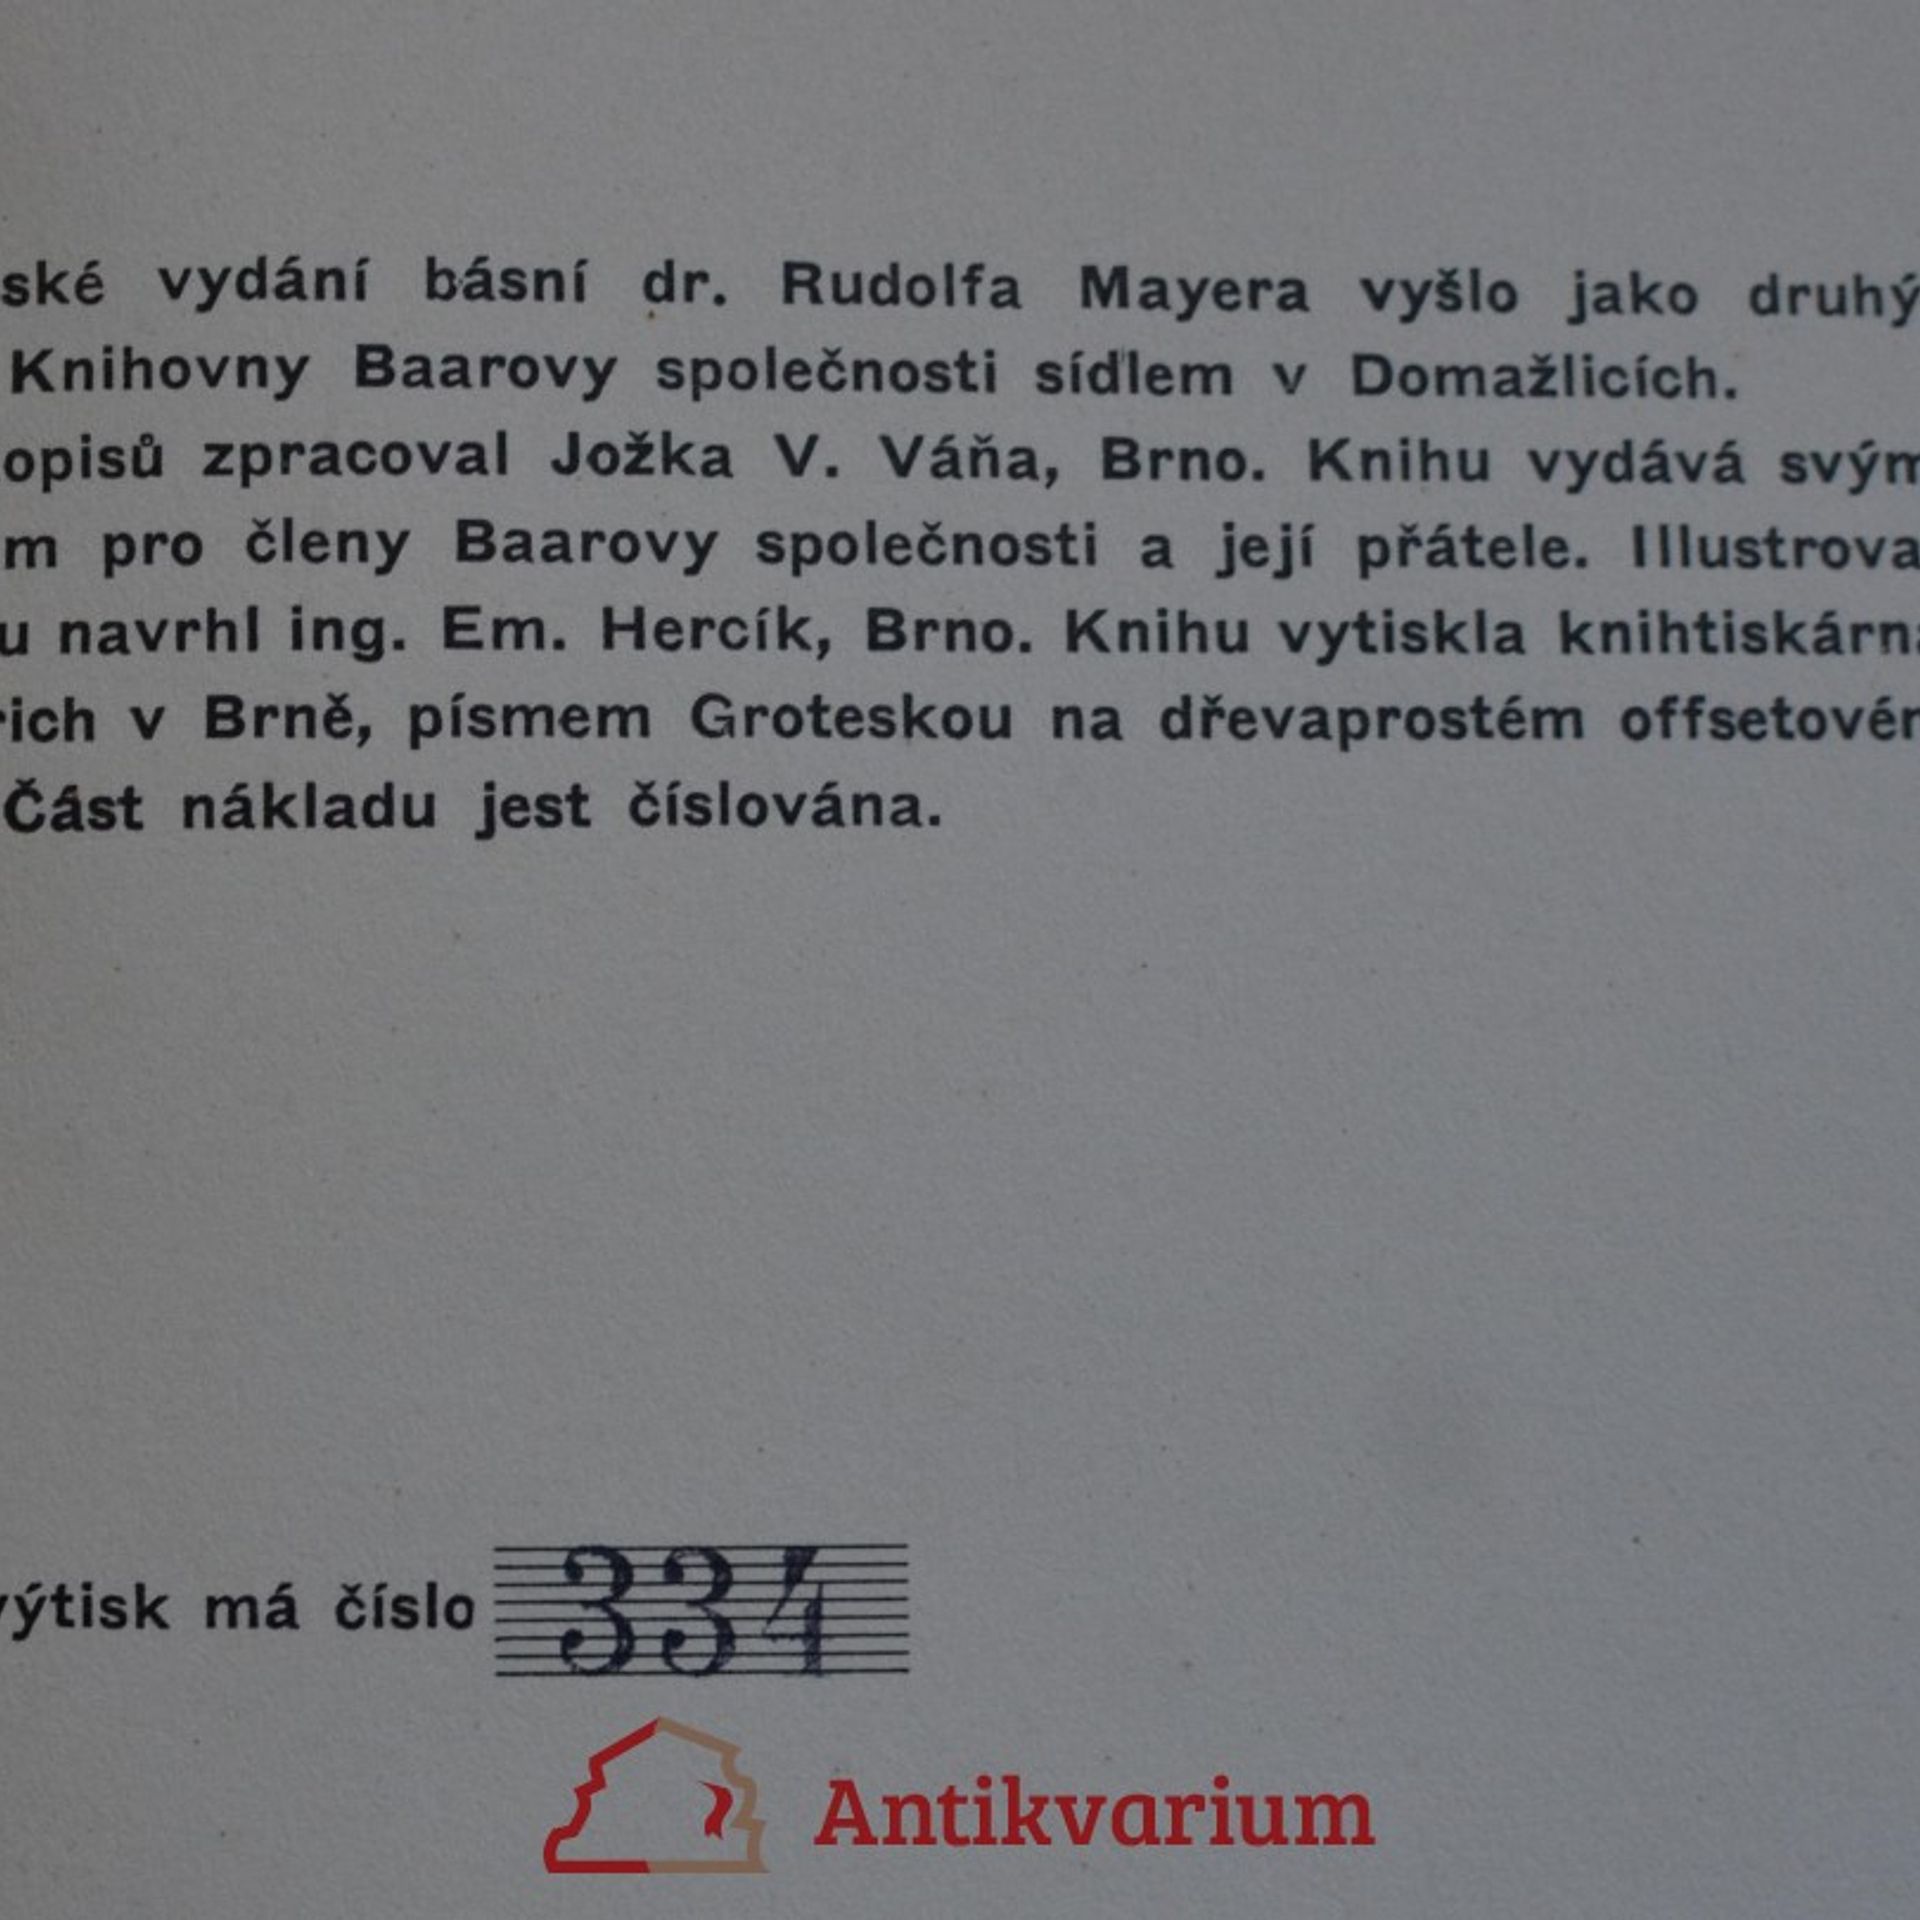 ské vydání básní dr. Rudolfa Mayera vyšlo jako druhý
Knihovny Baarovy společnosti sídlem v Domažlicích.
opisů zpracoval Jožka V. Váňa, Brno. Knihu vydává svým
m pro členy Baarovy společnosti a její přátele. Illustrova
u navrhl ing. Em. Hercík, Brno. Knihu vytiskla knihtiskárna
rich v Brně, písmem Groteskou na dřevaprostém offsetovém
Část nákladu jest číslována.
výtisk má číslo 334
Antikvarium